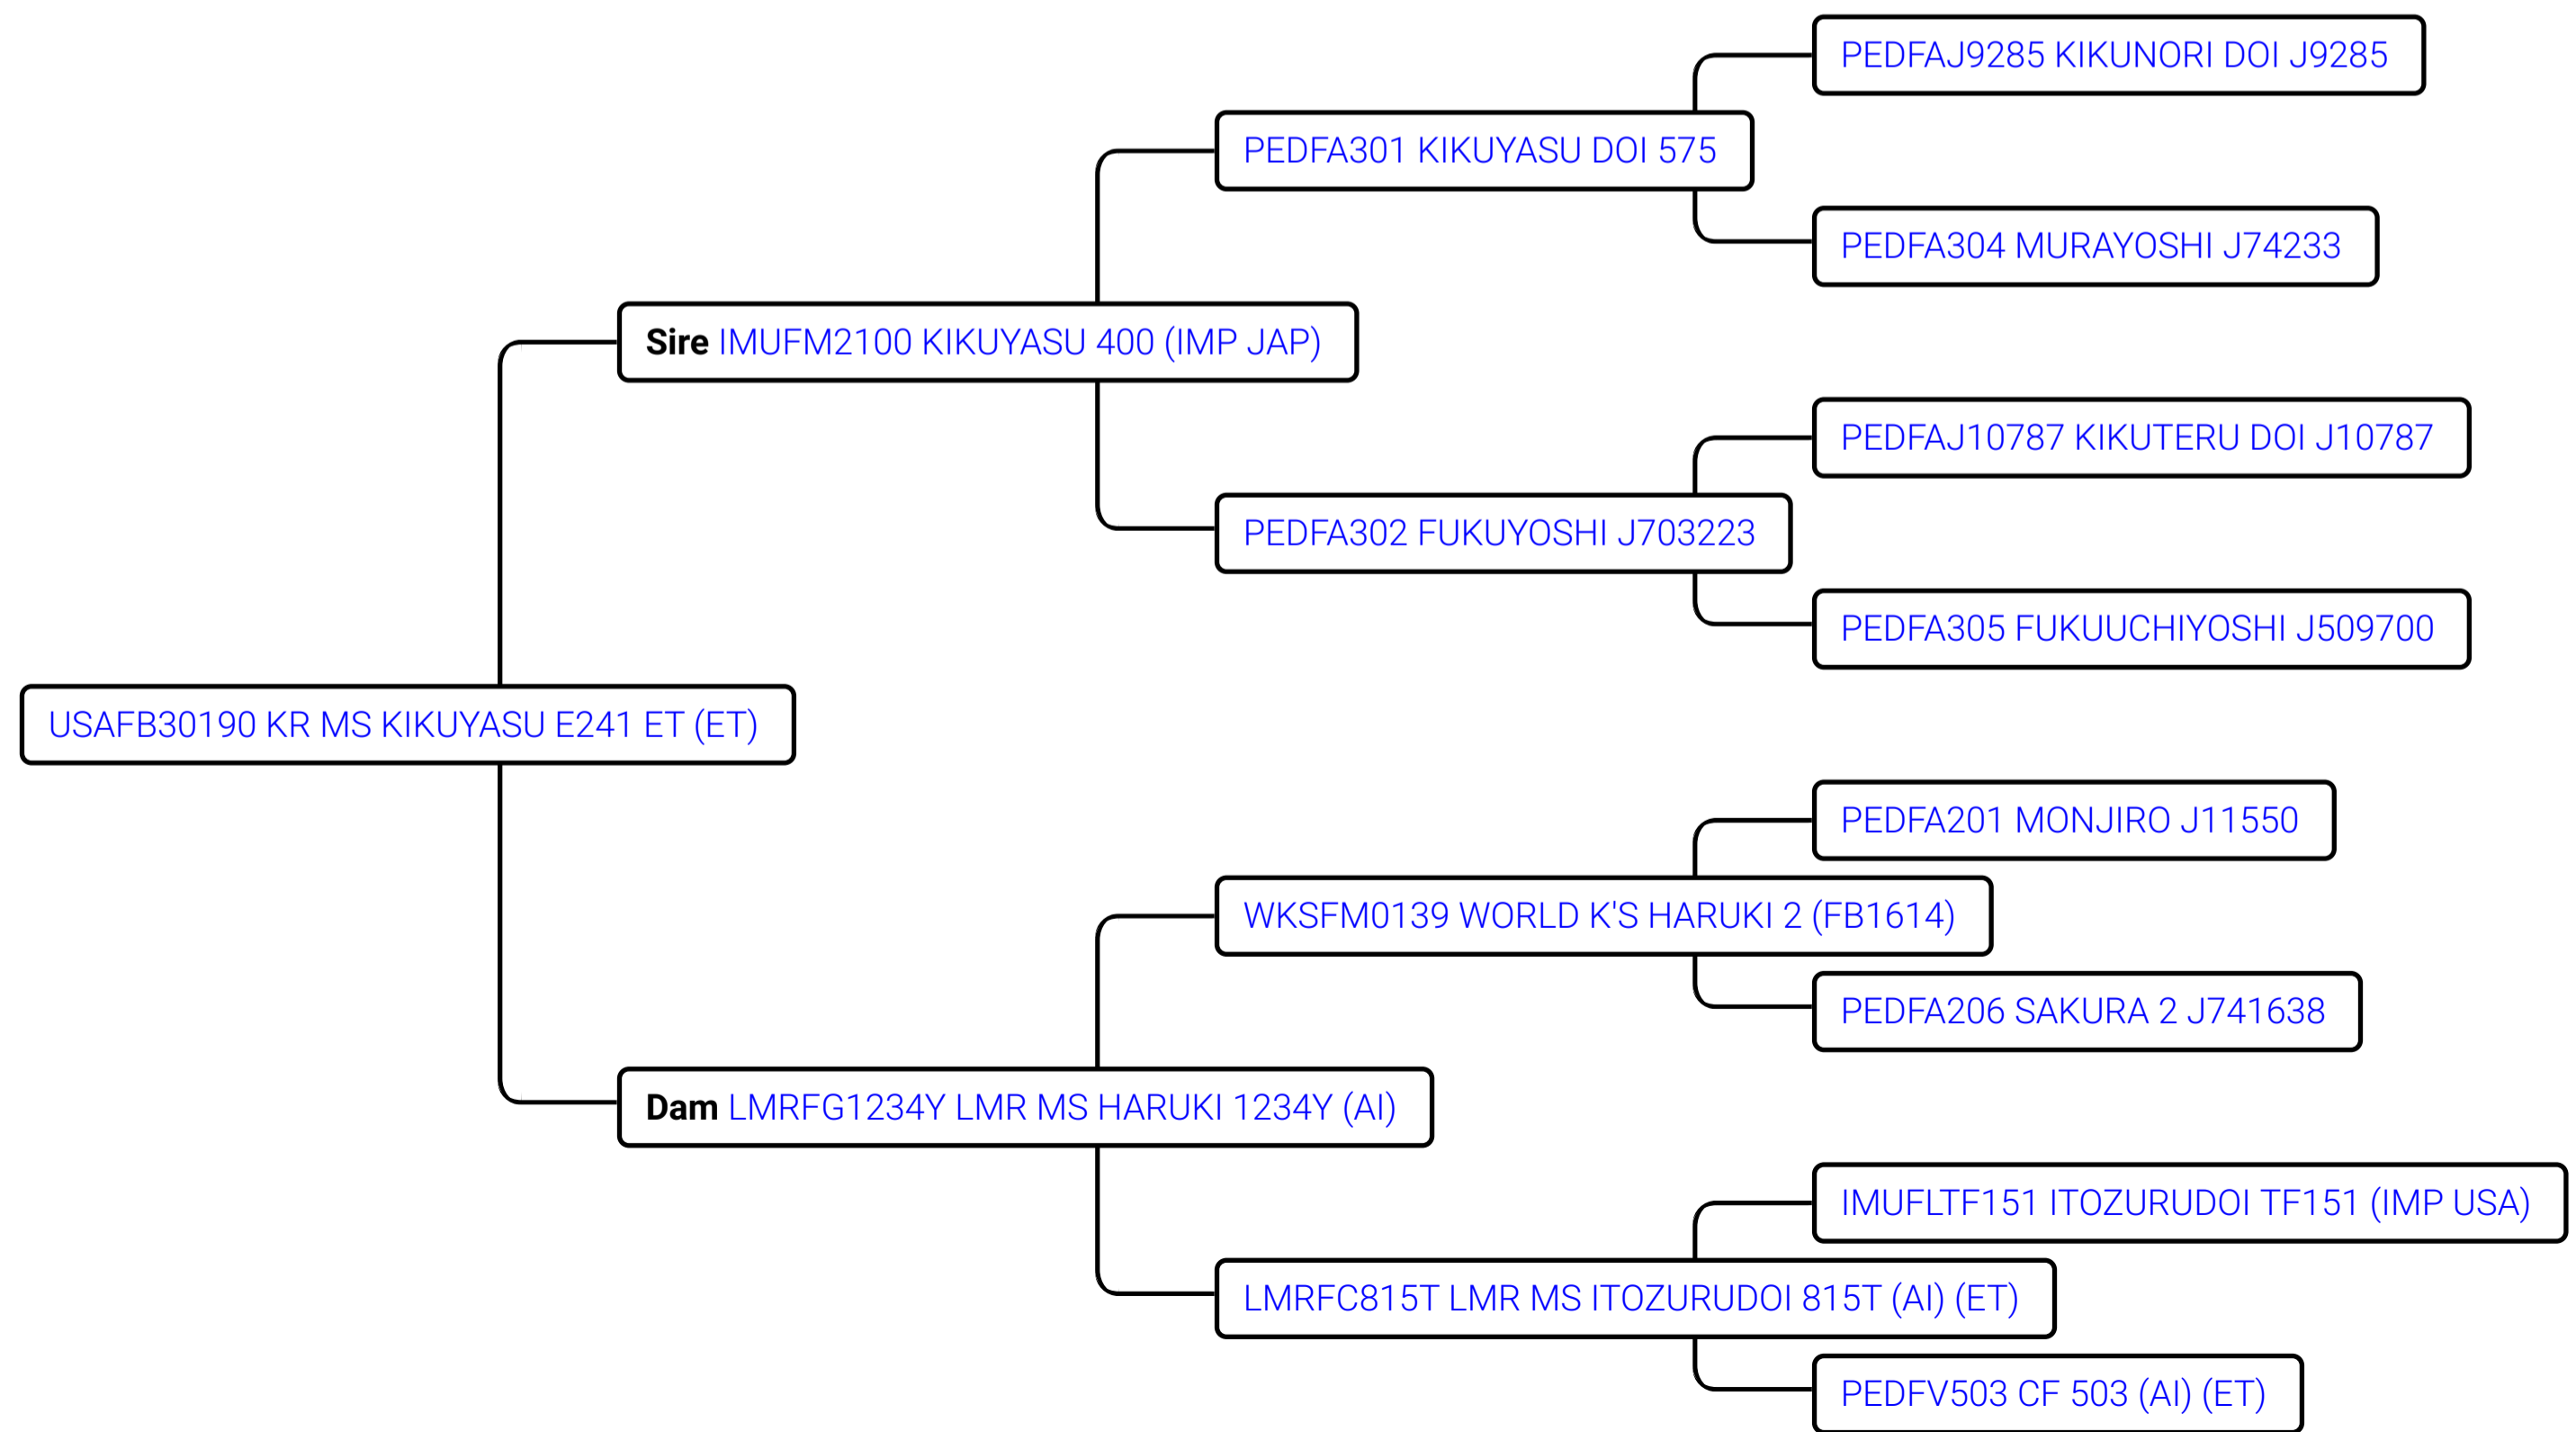 PEDFAJ9285 KIKUNORI DOI J9285
PEDFA301 KIKUYASU DOI 575
PEDFA304 MURAYOSHI J74233
Sire IMUFM2100 KIKUYASU 400 (IMP JAP)
PEDFAJ10787 KIKUTERU DOI J10787
PEDFA302 FUKUYOSHI J703223
PEDFA305 FUKUUCHIYOSHI J509700
USAFB30190 KR MS KIKUYASU E241 ET (ET)
PEDFA201 MONJIRO J11550
WKSFM0139 WORLD K'S HARUKI 2 (FB1614)
PEDFA206 SAKURA 2 J741638
Dam LMRFG1234Y LMR MS HARUKI 1234Y (AI)
IMUFLTF151 ITOZURUDOI TF151 (IMP USA)
LMRFC815T LMR MS ITOZURUDOI 815T (AI) (ET)
PEDFV503 CF 503 (AI) (ET)